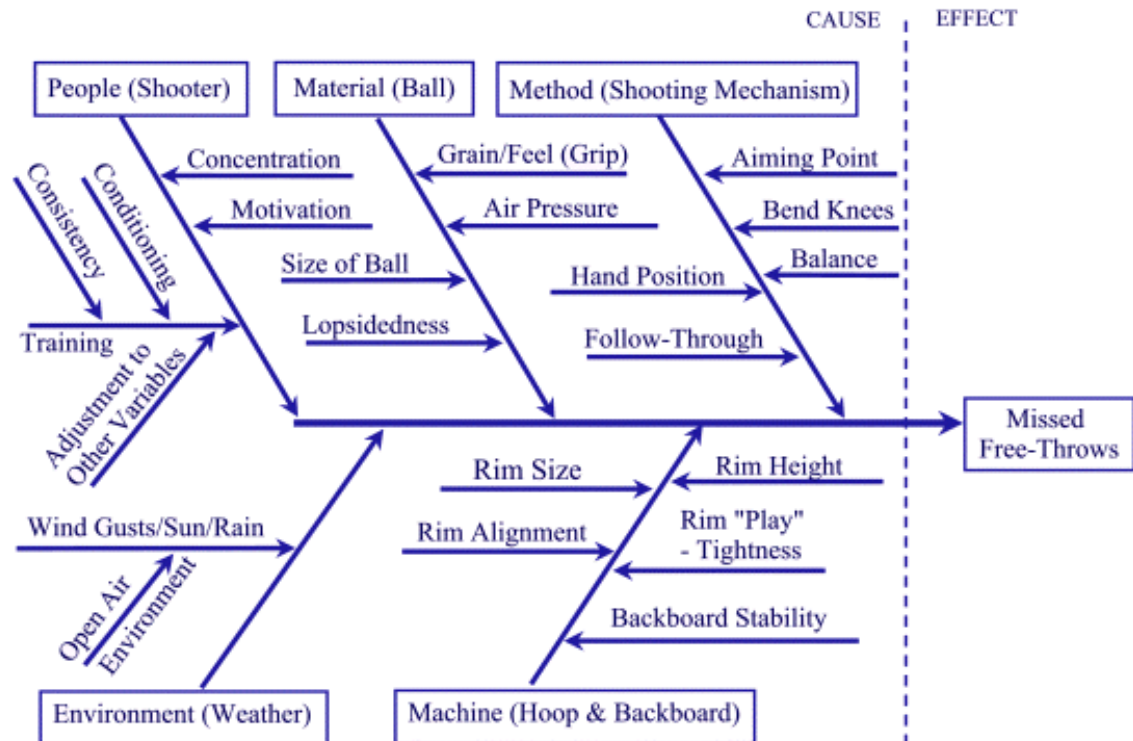 CAUSE
EFFECT
People (Shooter)
Material (Ball)
Method (Shooting Mechanism)
Concentration
Motivation
Consistency
Conditioning
Training
Adjustment to
Other Variables
Grain/Feel (Grip)
Air Pressure
Size of Ball
Lopsidedness
Aiming Point
Bend Knees
Balance
Hand Position
Follow-Through
Missed
Free-Throws
Wind Gusts/Sun/Rain
Open Air
Environment
Rim Size
Rim Height
Rim Alignment
Rim "Play"
- Tightness
Backboard Stability
Environment (Weather)
Machine (Hoop & Backboard)